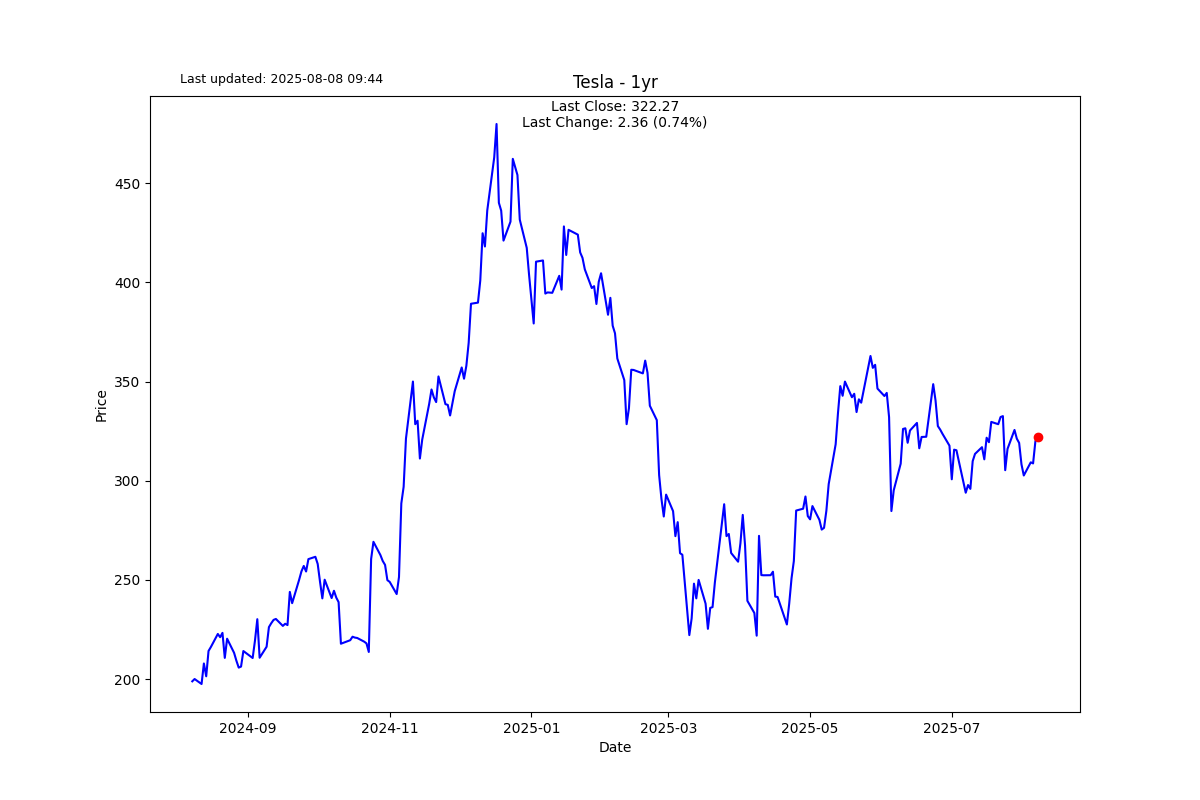 Last updated: 2025-08-08 09:44
Tesla - 1yr
Last Close: 322.27
Last Change: 2.36 (0.74%)
450
400
350
300
250
200
Price
2024-09
2024-11
2025-01
2025-03
2025-05
2025-07
Date